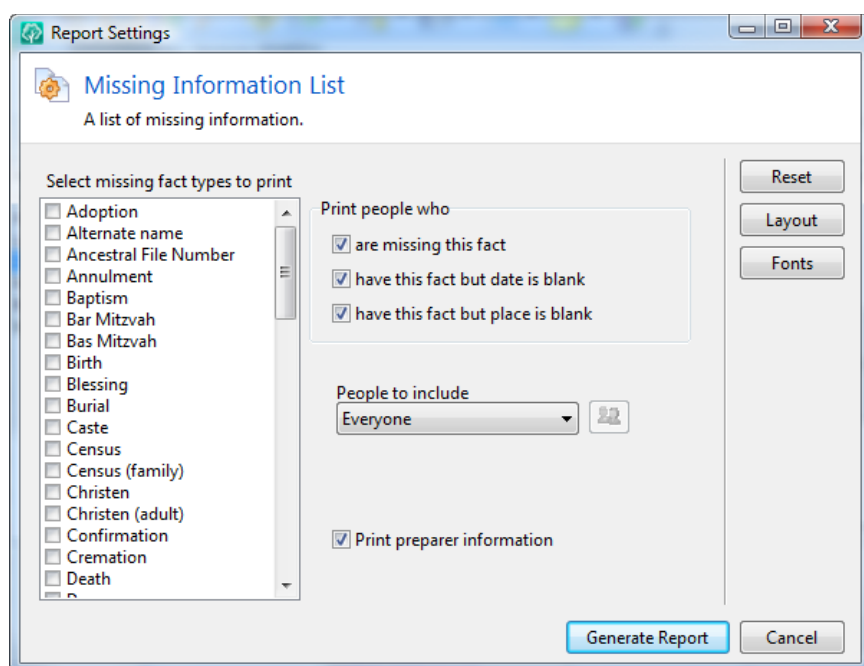 Report Settings
Missing Information List
A list of missing information.
Select missing fact types to print
Adoption
Alternate name
Ancestral File Number
Annulment
Baptism
Bar Mitzvah
Bas Mitzvah
Birth
Blessing
Burial
Caste
Census
Census (family)
Christen
Christen (adult)
Confirmation
Cremation
Death
Print people who
are missing this fact
have this fact but date is blank
have this fact but place is blank
People to include
Everyone
Print preparer information
Reset
Layout
Fonts
Generate Report
Cancel